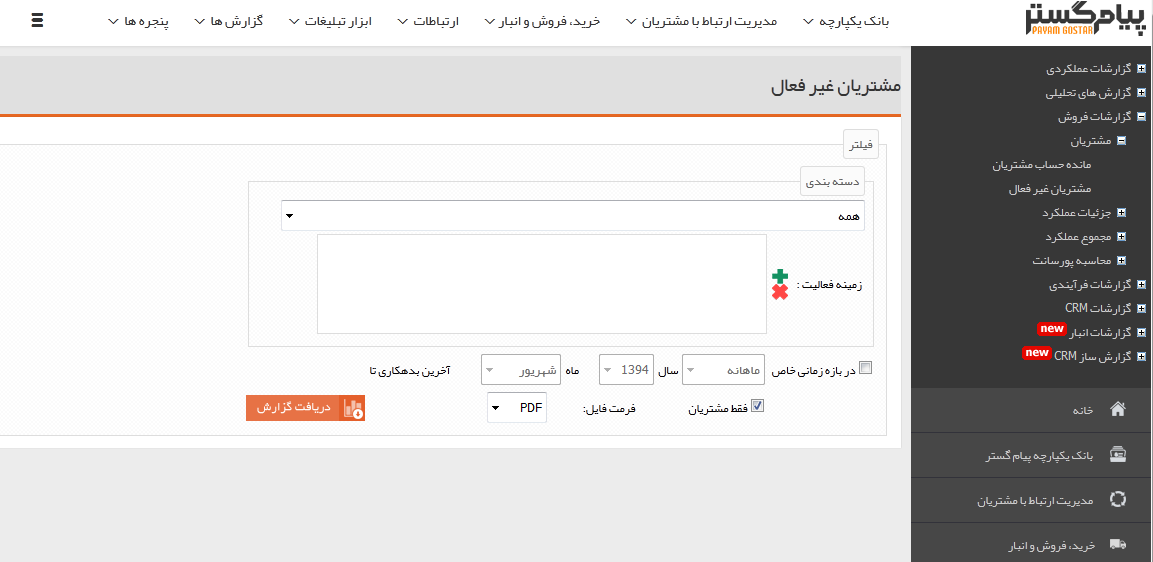 پیام گستر
PAYAM GOSTAR
بانک یکپارچه
مدیریت ارتباط با مشتریان
خرید، فروش و انبار
ارتباطات
ابزار تبلیغات
گزارش ها
پنجره ها
گزارشات عملکردی
گزارش های تحلیلی
گزارشات فروش
مشتریان
مانده حساب مشتریان
مشتریان غیر فعال
جزئیات عملکرد
مجموع عملکرد
محاسبه پورسانت
گزارشات فرآیندی
گزارشات CRM
گزارشات انبار new
گزارش ساز CRM new
خانه
بانک یکپارچه پیام گستر
مدیریت ارتباط با مشتریان
خرید، فروش و انبار
مشتریان غیر فعال
فیلتر
دسته بندی
همه
زمینه فعالیت :
در بازه زمانی خاص ماهانه سال 1394 ماه شهریور آخرین بدهکاری تا
فقط مشتریان فرمت فایل: PDF دریافت گزارش